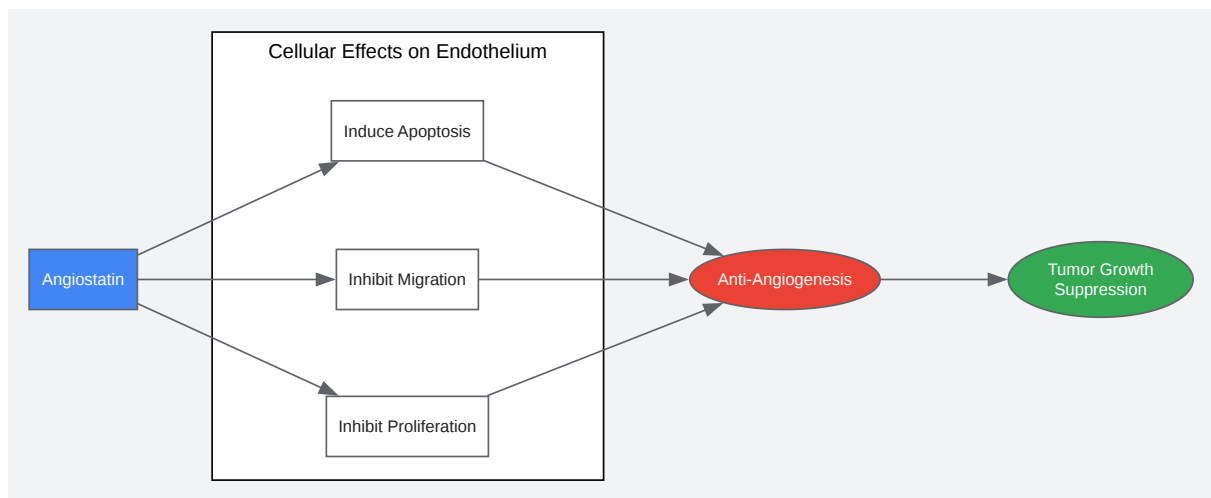 Cellular Effects on Endothelium
Induce Apoptosis
Angiostatin
Inhibit Migration
Anti-Angiogenesis
Tumor Growth
Suppression
Inhibit Proliferation